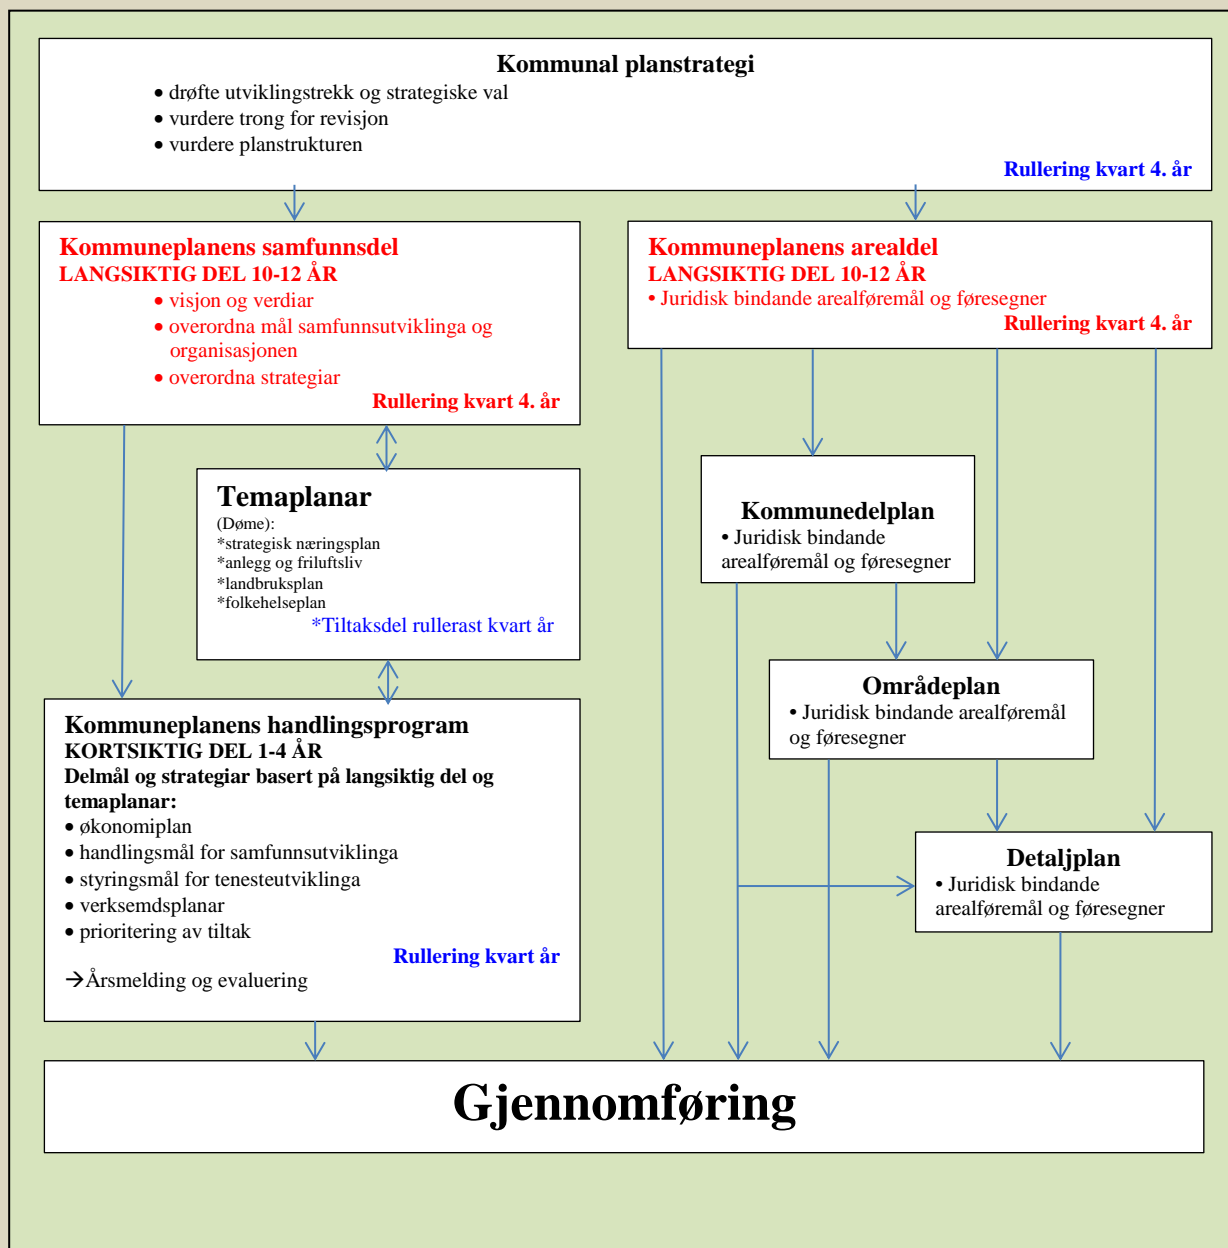 Kommunal planstrategi
• drøfte utviklingstrekk og strategiske val
• vurdere trong for revisjon
• vurdere planstrukturen
Rullering kvart 4. år
Kommuneplanens samfunnsdel
LANGSIKTIG DEL 10-12 ÅR
• visjon og verdiar
• overordna mål samfunnsutviklinga og
organisasjonen
• overordna strategiar
Rullering kvart 4. år
Kommuneplanens arealdel
LANGSIKTIG DEL 10-12 ÅR
• Juridisk bindande arealføremål og føresegner
Rullering kvart 4. år
Temaplanar
(Døme):
*strategisk næringsplan
*anlegg og friluftsliv
*landbruksplan
*folkehelseplan
*Tiltaksdel rullerast kvart år
Kommunedelplan
• Juridisk bindande
arealføremål og føresegner
Områdeplan
• Juridisk bindande arealføremål
og føresegner
Kommuneplanens handlingsprogram
KORTSIKTIG DEL 1-4 ÅR
Delmål og strategiar basert på langsiktig del og
temaplanar:
• økonomiplan
• handlingsmål for samfunnsutviklinga
• styringsmål for tenesteutviklinga
• verksemdsplanar
• prioritering av tiltak
Rullering kvart år
→Årsmelding og evaluering
Detaljplan
• Juridisk bindande
arealføremål og føresegner
Gjennomføring